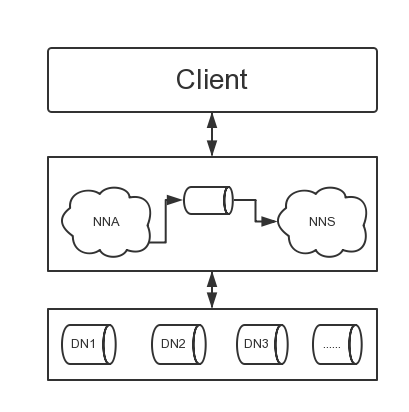 Client
NNA
NNS
DN1
DN2
DN3
......